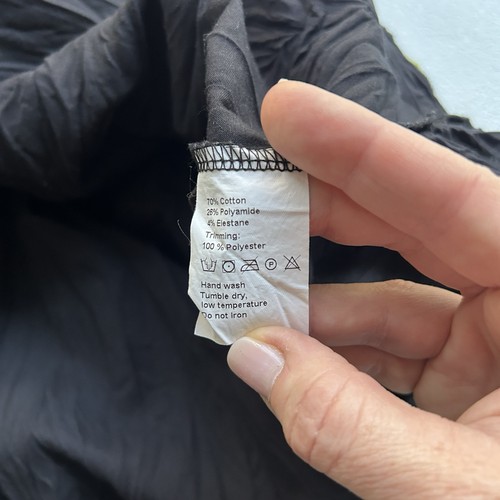 70% Cotton
26% Polyamide
4% Elestane
Trimming:
100 % Polyester
P
Hand wash
Tumble dry,
low temperature
Do not Iron